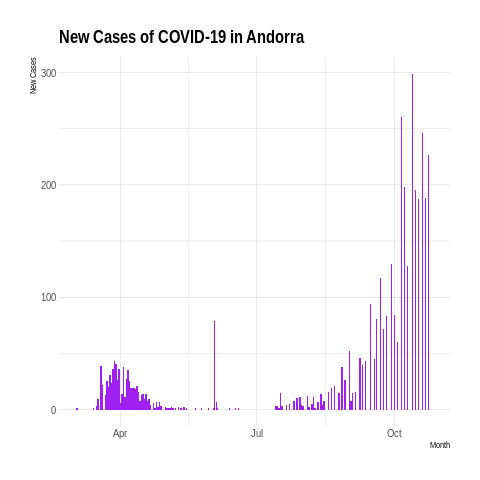 New Cases of COVID-19 in Andorra
New Cases
300
200
100
0
Apr
Jul
Oct
Month